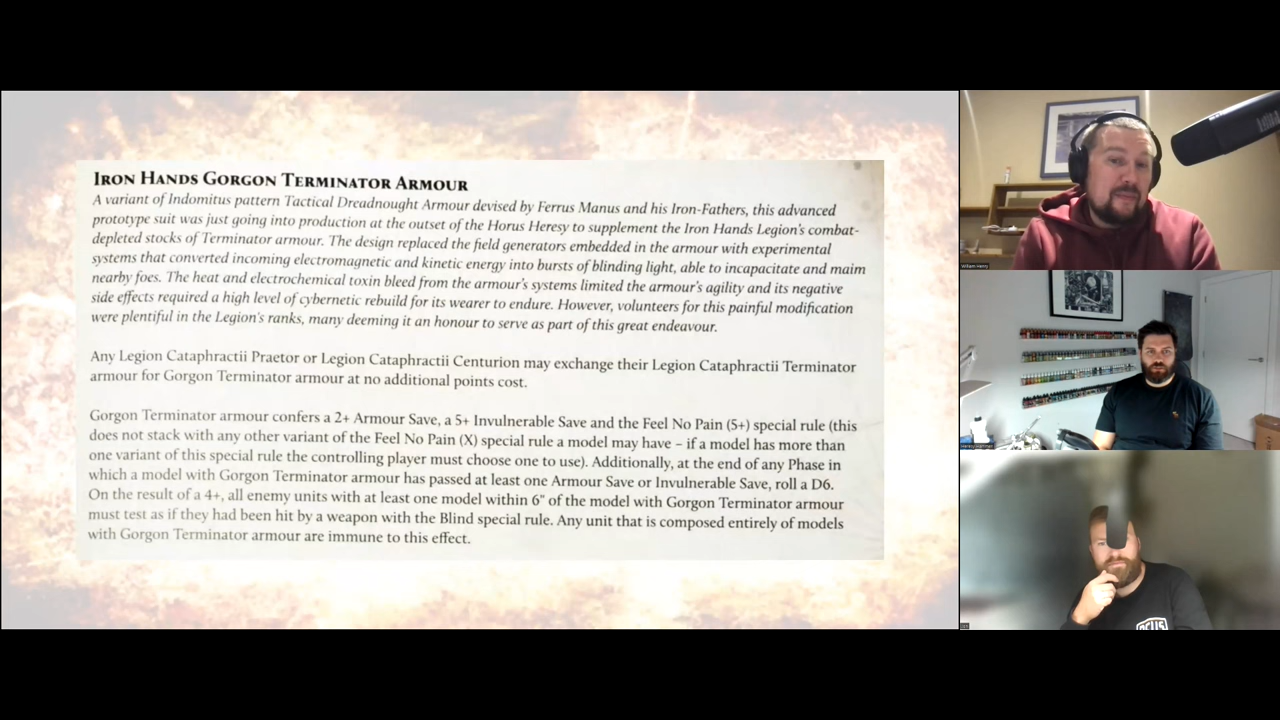 IRON HANDS GORGON TERMINATOR ARMOUR
A variant of Indomitus pattern Tactical Dreadnought Armour devised by Ferrus Manus and his Iron-Fathers, this advanced
prototype suit was just going into production at the outset of the Horus Heresy to supplement the Iron Hands Legion's combat-
depleted stocks of Terminator armour. The design replaced the field generators embedded in the armour with experimental
systems that converted incoming electromagnetic and kinetic energy into bursts of blinding light, able to incapacitate and maim
nearby foes. The heat and electrochemical toxin bleed from the armour's systems limited the armour's agility and its negative
side effects required a high level of cybernetic rebuild for its wearer to endure. However, volunteers for this painful modification
were plentiful in the Legion's ranks, many deeming it an honour to serve as part of this great endeavour.
Any Legion Cataphractii Praetor or Legion Cataphractii Centurion may exchange their Legion Cataphractii Terminator
armour for Gorgon Terminator armour at no additional points cost.
Gorgon Terminator armour confers a 2+ Armour Save, a 5+ Invulnerable Save and the Feel No Pain (5+) special rule (this
does not stack with any other variant of the Feel No Pain (X) special rule a model may have – if a model has more than
one variant of this special rule the controlling player must choose one to use). Additionally, at the end of any Phase in
which a model with Gorgon Terminator armour has passed at least one Armour Save or Invulnerable Save, roll a D6.
On the result of a 4+, all enemy units with at least one model within 6" of the model with Gorgon Terminator armour
must test as if they had been hit by a weapon with the Blind special rule. Any unit that is composed entirely of models
with Gorgon Terminator armour are immune to this effect.
William Henry